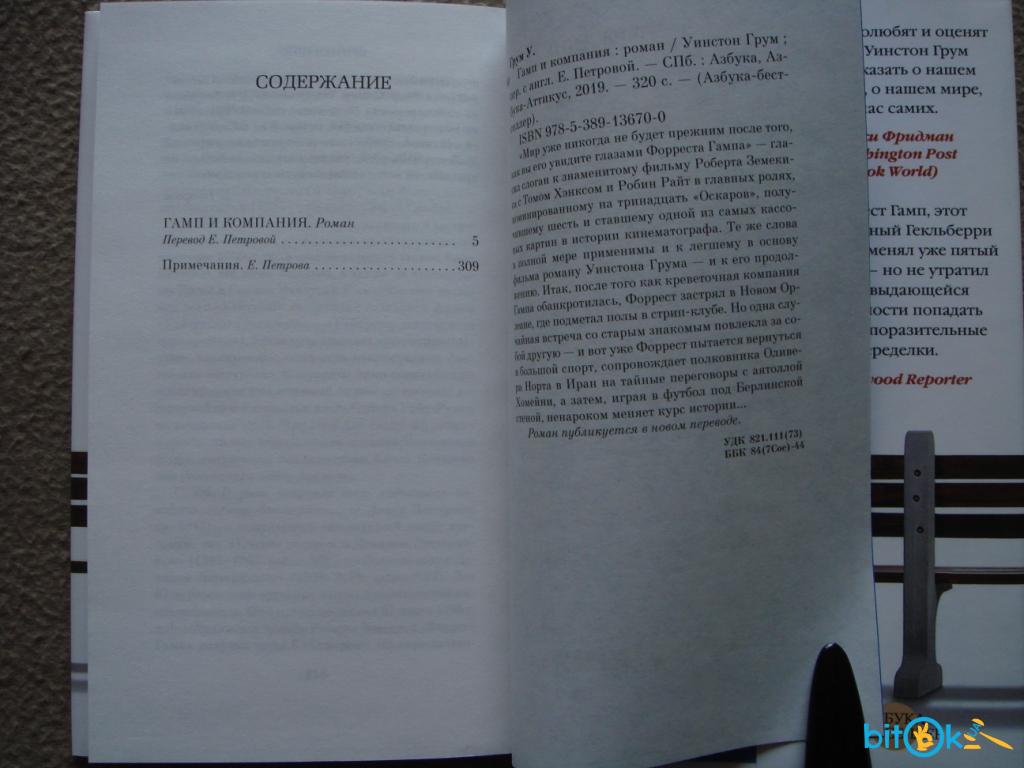 СОДЕРЖАНИЕ
ГАМП И КОМПАНИЯ. Роман
Перевод Е. Петровой . . . . . . . . . . . . . . . . . . . . . . . . . . 5
Примечания. Е. Петрова . . . . . . . . . . . . . . . . . . . . . 309
Грум У.
Гамп и компания : роман / Уинстон Грум ;
пер. с англ. Е. Петровой. — СПб. : Азбука, Аз-
бука-Аттикус, 2019. — 320 с. — (Азбука-бест-
селлер).
ISBN 978-5-389-13670-0
«Мир уже никогда не будет прежним после того,
как вы его увидите глазами Форреста Гампа» — гла-
сил слоган к знаменитому фильму Роберта Земеки-
са с Томом Хэнксом и Робин Райт в главных ролях,
номинированному на тринадцать «Оскаров», полу-
чившему шесть и ставшему одной из самых кассо-
вых картин в истории кинематографа. Те же слова
в полной мере применимы и к легшему в основу
фильма роману Уинстона Грума — и к его продол-
жению. Итак, после того как креветочная компания
Гампа обанкротилась, Форрест застрял в Новом Ор-
леане, где подметал полы в стрип-клубе. Но одна слу-
чайная встреча со старым знакомым повлекла за со-
бой другую — и вот уже Форрест пытается вернуться
в большой спорт, сопровождает полковника Оливе-
ра Норта в Иран на тайные переговоры с аятоллой
Хомейни, а затем, играя в футбол под Берлинской
стеной, ненароком меняет курс истории...
Роман публикуется в новом переводе.
УДК 821.111(73)
ББК 84(7Сое)-44
олюбят и оценят
Уинстон Грум
казать о нашем
, о нашем мире,
ас самих.
ки Фридман
hington Post
ok World)
ест Гамп, этот
ный Гекльберри
менял уже пятый
— но не утратил
выдающейся
ности попадать
поразительные
ределки.
wood Reporter
БУКА
bitOk